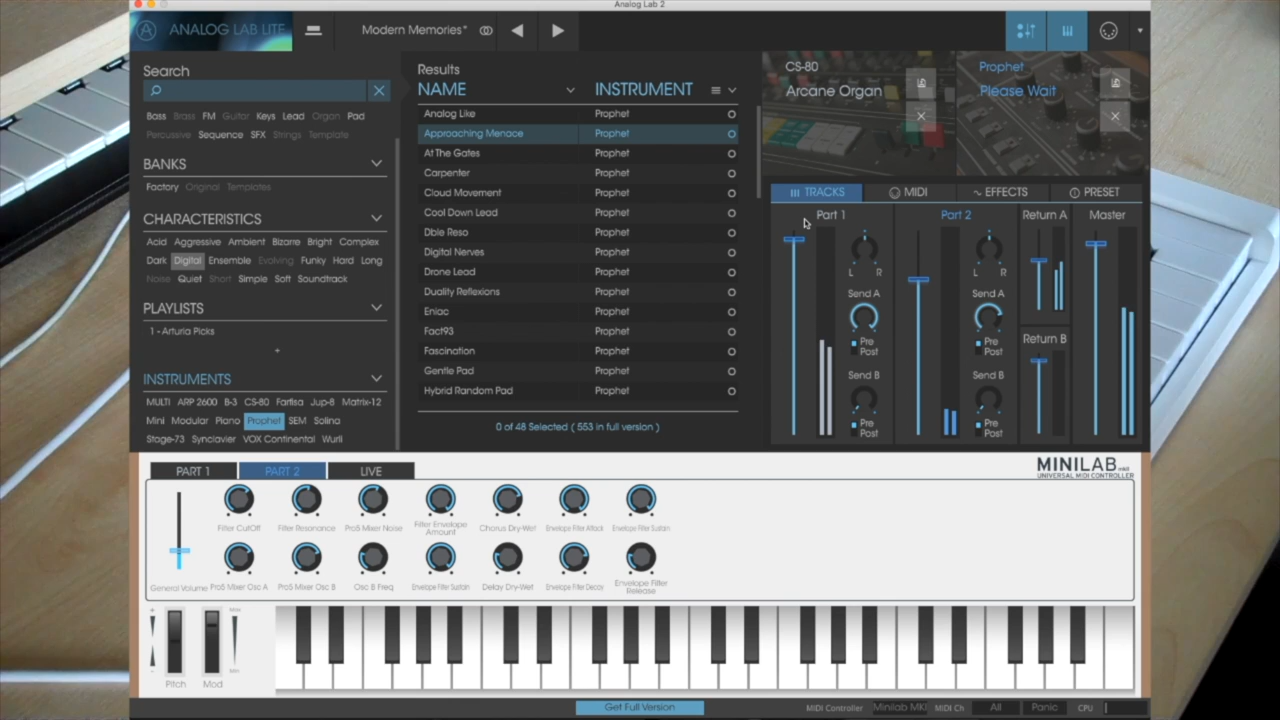 Analog Lab 2
ANALOG LAB LITE
Modern Memories*
Search
Bass Brass FM Guitar Keys Lead Organ Pad
Percussive Sequence SFX Strings Template
BANKS
Factory Original Templates
CHARACTERISTICS
Acid Aggressive Ambient Bizarre Bright Complex
Dark Digital Ensemble Evolving Funky Hard Long
Noise Quiet Short Simple Soft Soundtrack
PLAYLISTS
1 - Arturia Picks
+
INSTRUMENTS
MULTI ARP 2600 B-3 CS-80 Farfisa Jup-8 Matrix-12
Mini Modular Piano Prophet SEM Solina
Stage-73 Synclavier VOX Continental Wurli
Results
NAME INSTRUMENT
Analog Like Prophet
Approaching Menace Prophet
At The Gates Prophet
Carpenter Prophet
Cloud Movement Prophet
Cool Down Lead Prophet
Dble Reso Prophet
Digital Nerves Prophet
Drone Lead Prophet
Duality Reflexions Prophet
Eniac Prophet
Fact93 Prophet
Fascination Prophet
Gentle Pad Prophet
Hybrid Random Pad Prophet
0 of 48 Selected ( 553 in full version )
CS-80
Arcane Organ
Prophet
Please Wait
TRACKS MIDI EFFECTS PRESET
Part 1 Part 2 Return A Master
L R L R
Send A Send A
Pre Pre
Post Post
Return B
Send B Send B
Pre Pre
Post Post
PART 1 PART 2 LIVE
MINILAB mkII
UNIVERSAL MIDI CONTROLLER
Filter CutOff Filter Resonance Pro5 Mixer Noise Filter Envelope Amount Chorus Dry-Wet Envelope Filter Attack Envelope Filter Sustain
General Volume Pro5 Mixer Osc A Pro5 Mixer Osc B Osc B Freq Envelope Filter Sustain Delay Dry-Wet Envelope Filter Decay Envelope Filter Release
Pitch Mod
Get Full Version
MIDI Controller Minilab MKI MIDI Ch All Panic CPU